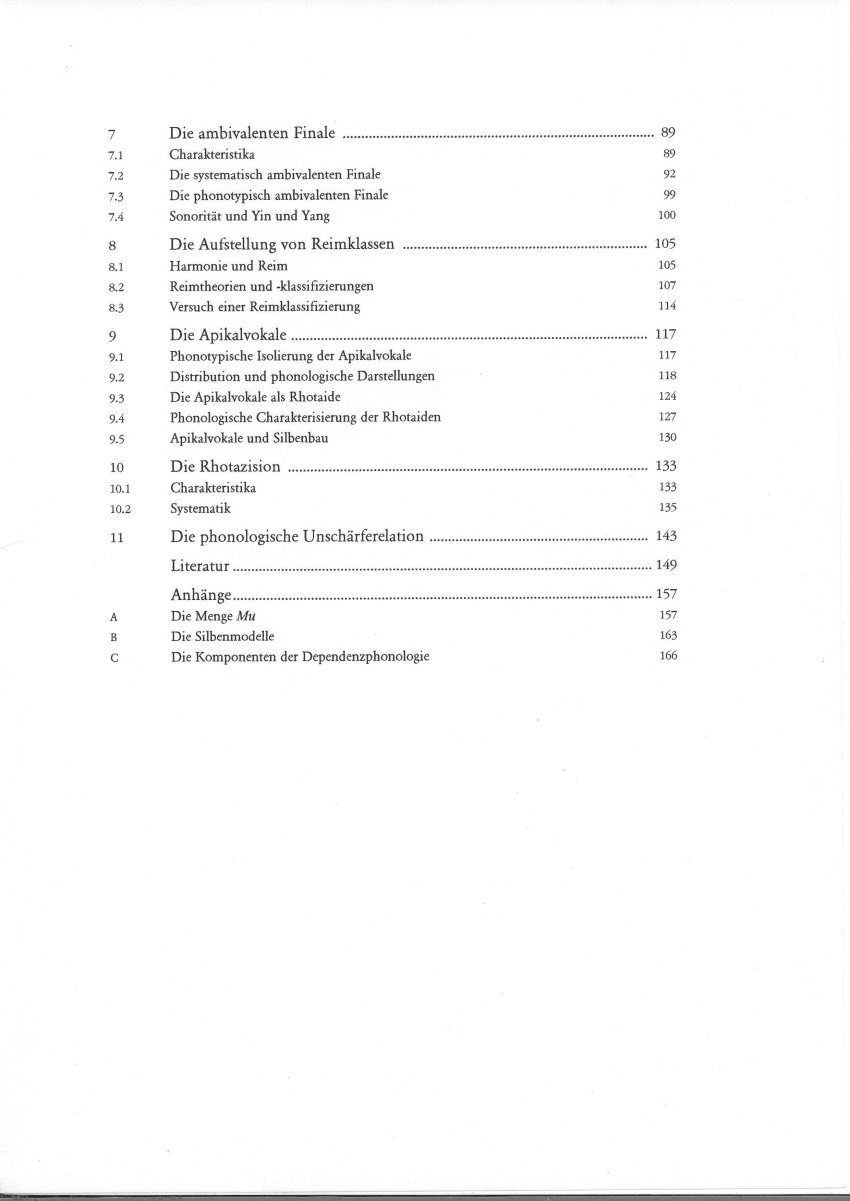 7 Die ambivalenten Finale ..................................................................................... 89
7.1 Charakteristika 89
7.2 Die systematisch ambivalenten Finale 92
7.3 Die phonotypisch ambivalenten Finale 99
7.4 Sonorität und Yin und Yang 100
8 Die Aufstellung von Reimklassen .................................................................. 105
8.1 Harmonie und Reim 105
8.2 Reimtheorien und -klassifizierungen 107
8.3 Versuch einer Reimklassifizierung 114
9 Die Apikalvokale ................................................................................................. 117
9.1 Phonotypische Isolierung der Apikalvokale 117
9.2 Distribution und phonologische Darstellungen 118
9.3 Die Apikalvokale als Rhotaide 124
9.4 Phonologische Charakterisierung der Rhotaiden 127
9.5 Apikalvokale und Silbenbau 130
10 Die Rhotazision .................................................................................................. 133
10.1 Charakteristika 133
10.2 Systematik 135
11 Die phonologische Unschärferelation ........................................................... 143
Literatur .................................................................................................................. 149
Anhänge.................................................................................................................. 157
A Die Menge Mu 157
B Die Silbenmodelle 163
C Die Komponenten der Dependenzphonologie 166